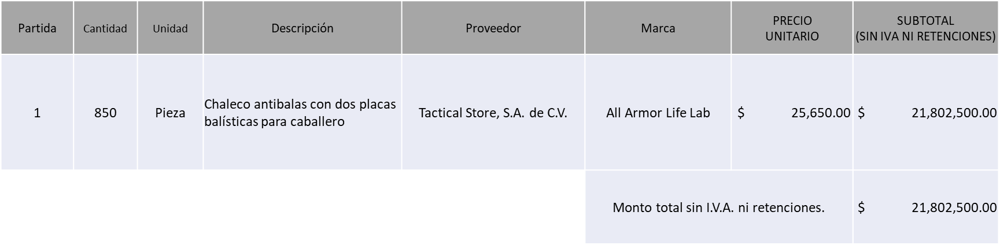 Partida Cantidad Unidad Descripción Proveedor Marca PRECIO UNITARIO SUBTOTAL (SIN IVA NI RETENCIONES)
1 850 Pieza Chaleco antibalas con dos placas balísticas para caballero Tactical Store, S.A. de C.V. All Armor Life Lab $ 25,650.00 $ 21,802,500.00
Monto total sin I.V.A. ni retenciones. $ 21,802,500.00